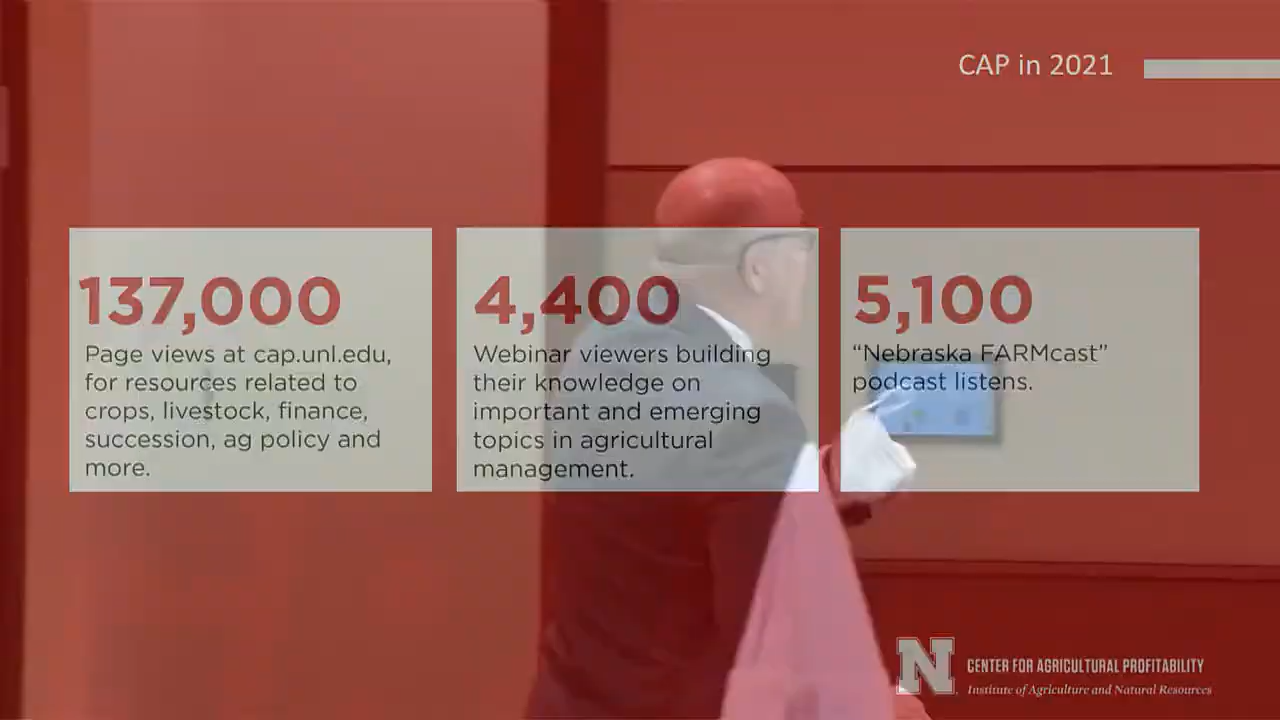 CAP in 2021
137,000
Page views at cap.unl.edu,
for resources related to
crops, livestock, finance,
succession, ag policy and
more.
4,400
Webinar viewers building
their knowledge on
important and emerging
topics in agricultural
management.
5,100
“Nebraska FARMcast”
podcast listens.
N
CENTER FOR AGRICULTURAL PROFITABILITY
Institute of Agriculture and Natural Resources